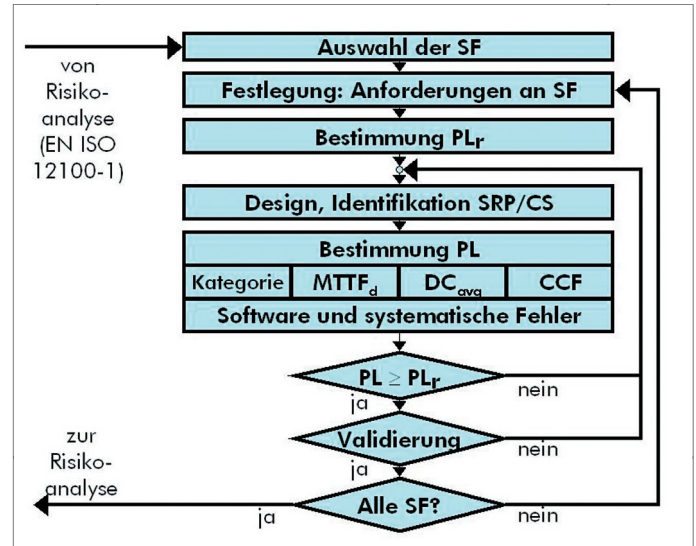 Auswahl der SF
von
Risiko-
analyse
(EN ISO
12100-1)
Festlegung: Anforderungen an SF
Bestimmung PLr
Design, Identifikation SRP/CS
Bestimmung PL
Kategorie MTTFd DCavg CCF
Software und systematische Fehler
PL ≥ PLr
nein
ja
Validierung
nein
ja
zur
Risiko-
analyse
Alle SF?
ja
nein